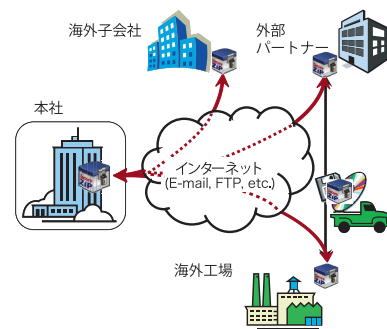 海外子会社
外部
パートナー
本社
インターネット
(E-mail, FTP, etc.)
海外工場